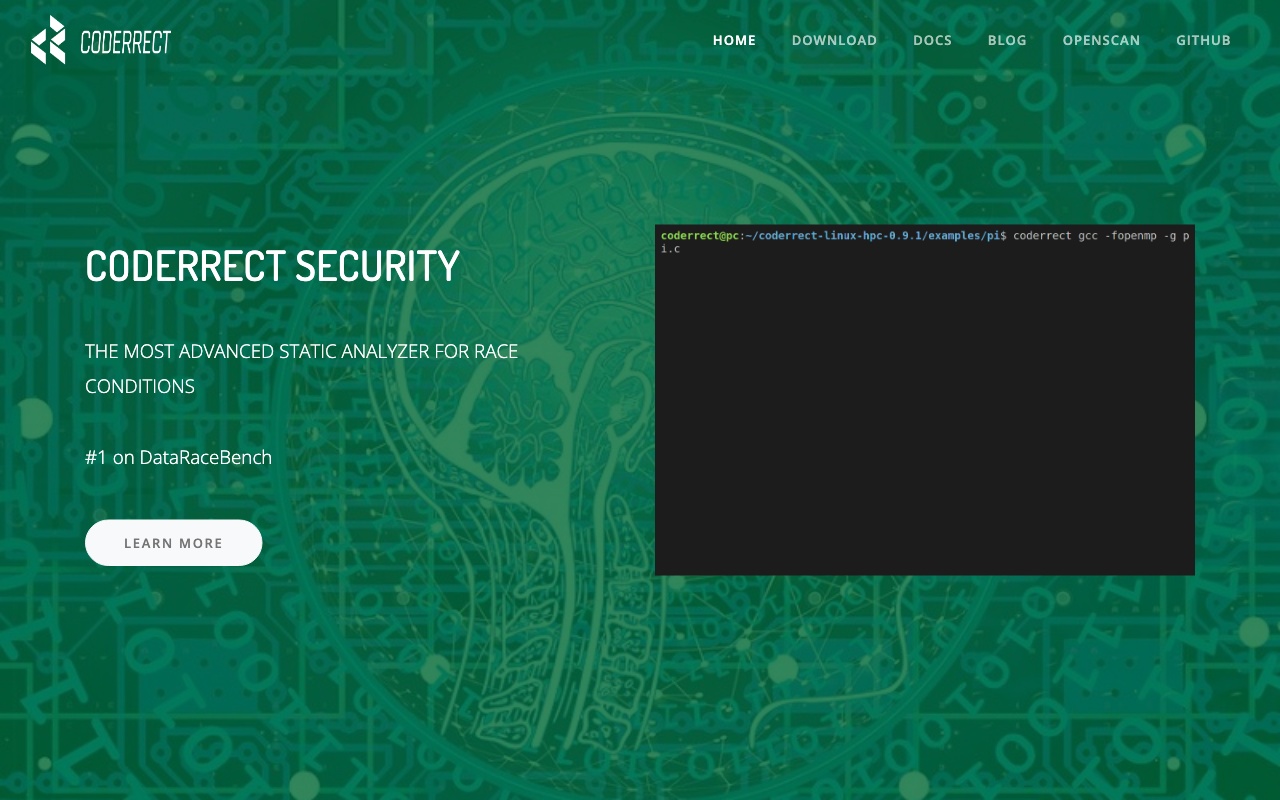 CODERRECT
HOME DOWNLOAD DOCS BLOG OPENSCAN GITHUB
CODERRECT SECURITY
THE MOST ADVANCED STATIC ANALYZER FOR RACE
CONDITIONS
#1 on DataRaceBench
LEARN MORE
coderrect@pc:~/coderrect-linux-hpc-0.9.1/examples/pi$ coderrect gcc -fopenmp -g p
i.c